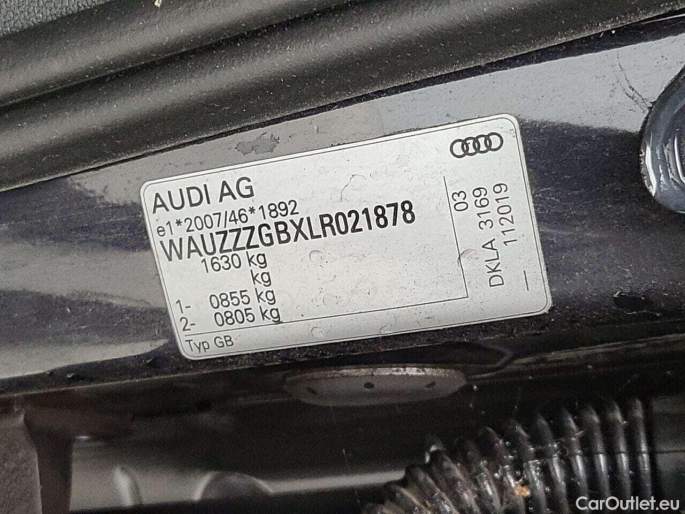 AUDI AG
e1*2007/46*1892
WAUZZZGBXLR021878
1630 kg
kg
1- 0855 kg
2- 0805 kg
Typ GB
03
DKLA 3169
112019
CarOutlet.eu